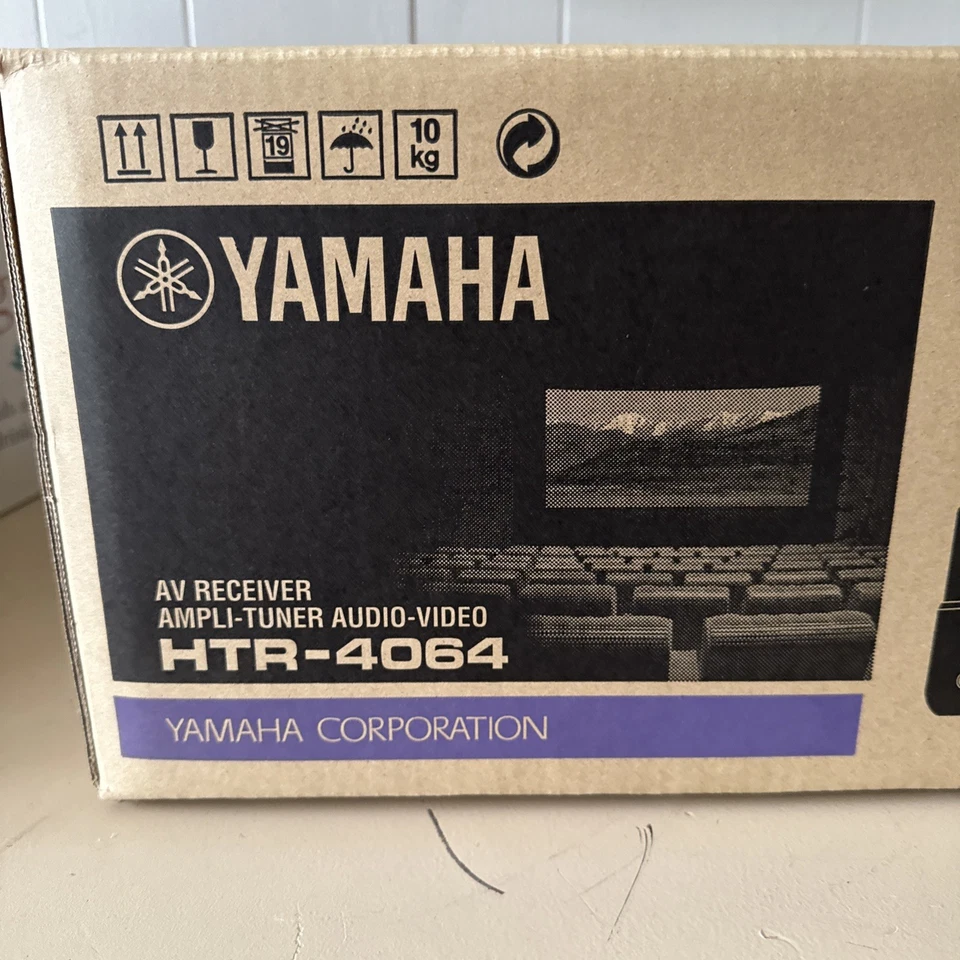 19
10
kg
YAMAHA
AV RECEIVER
AMPLI-TUNER AUDIO-VIDEO
HTR-4064
YAMAHA CORPORATION